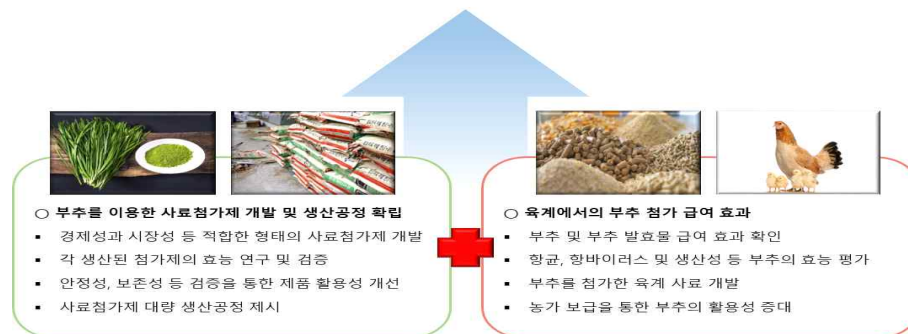 ○ 부추를 이용한 사료첨가제 개발 및 생산공정 확립
▪ 경제성과 시장성 등 적합한 형태의 사료첨가제 개발
▪ 각 생산된 첨가제의 효능 연구 및 검증
▪ 안정성, 보존성 등 검증을 통한 제품 활용성 개선
▪ 사료첨가제 대량 생산공정 제시
○ 육계에서의 부추 첨가 급여 효과
▪ 부추 및 부추 발효물 급여 효과 확인
▪ 항균, 항바이러스 및 생산성 등 부추의 효능 평가
▪ 부추를 첨가한 육계 사료 개발
▪ 농가 보급을 통한 부추의 활용성 증대